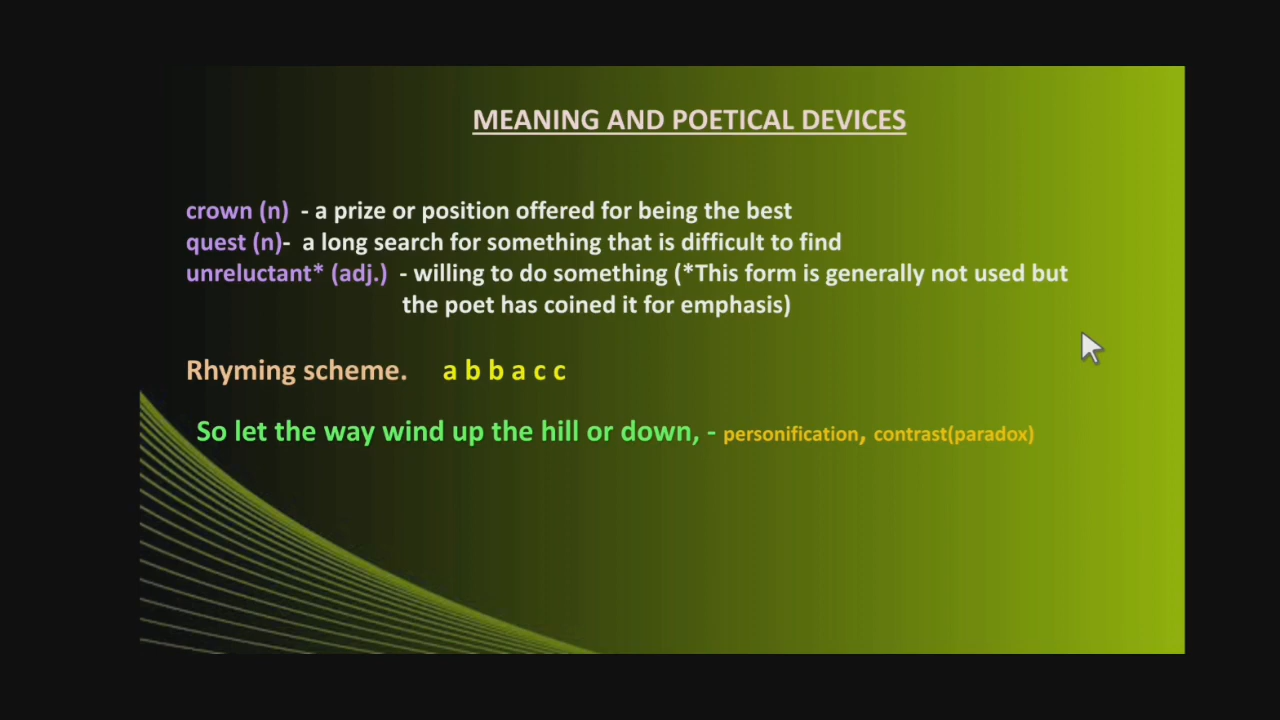 MEANING AND POETICAL DEVICES
crown (n) - a prize or position offered for being the best
quest (n)- a long search for something that is difficult to find
unreluctant* (adj.) - willing to do something (*This form is generally not used but
the poet has coined it for emphasis)
Rhyming scheme. a b b a c c
So let the way wind up the hill or down, - personification, contrast(paradox)